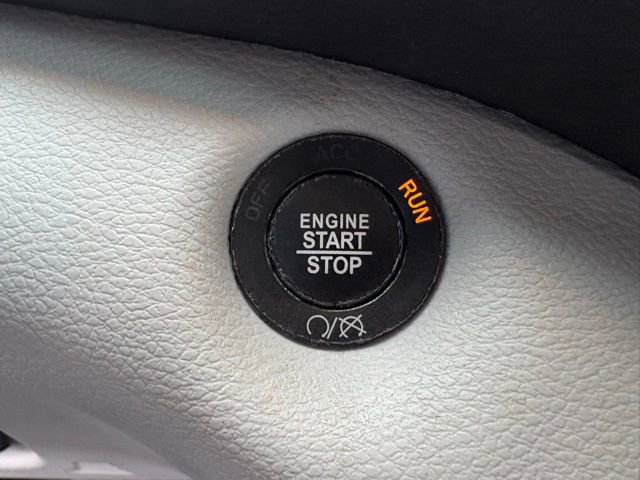 ACC
OFF
RUN
ENGINE
START
STOP